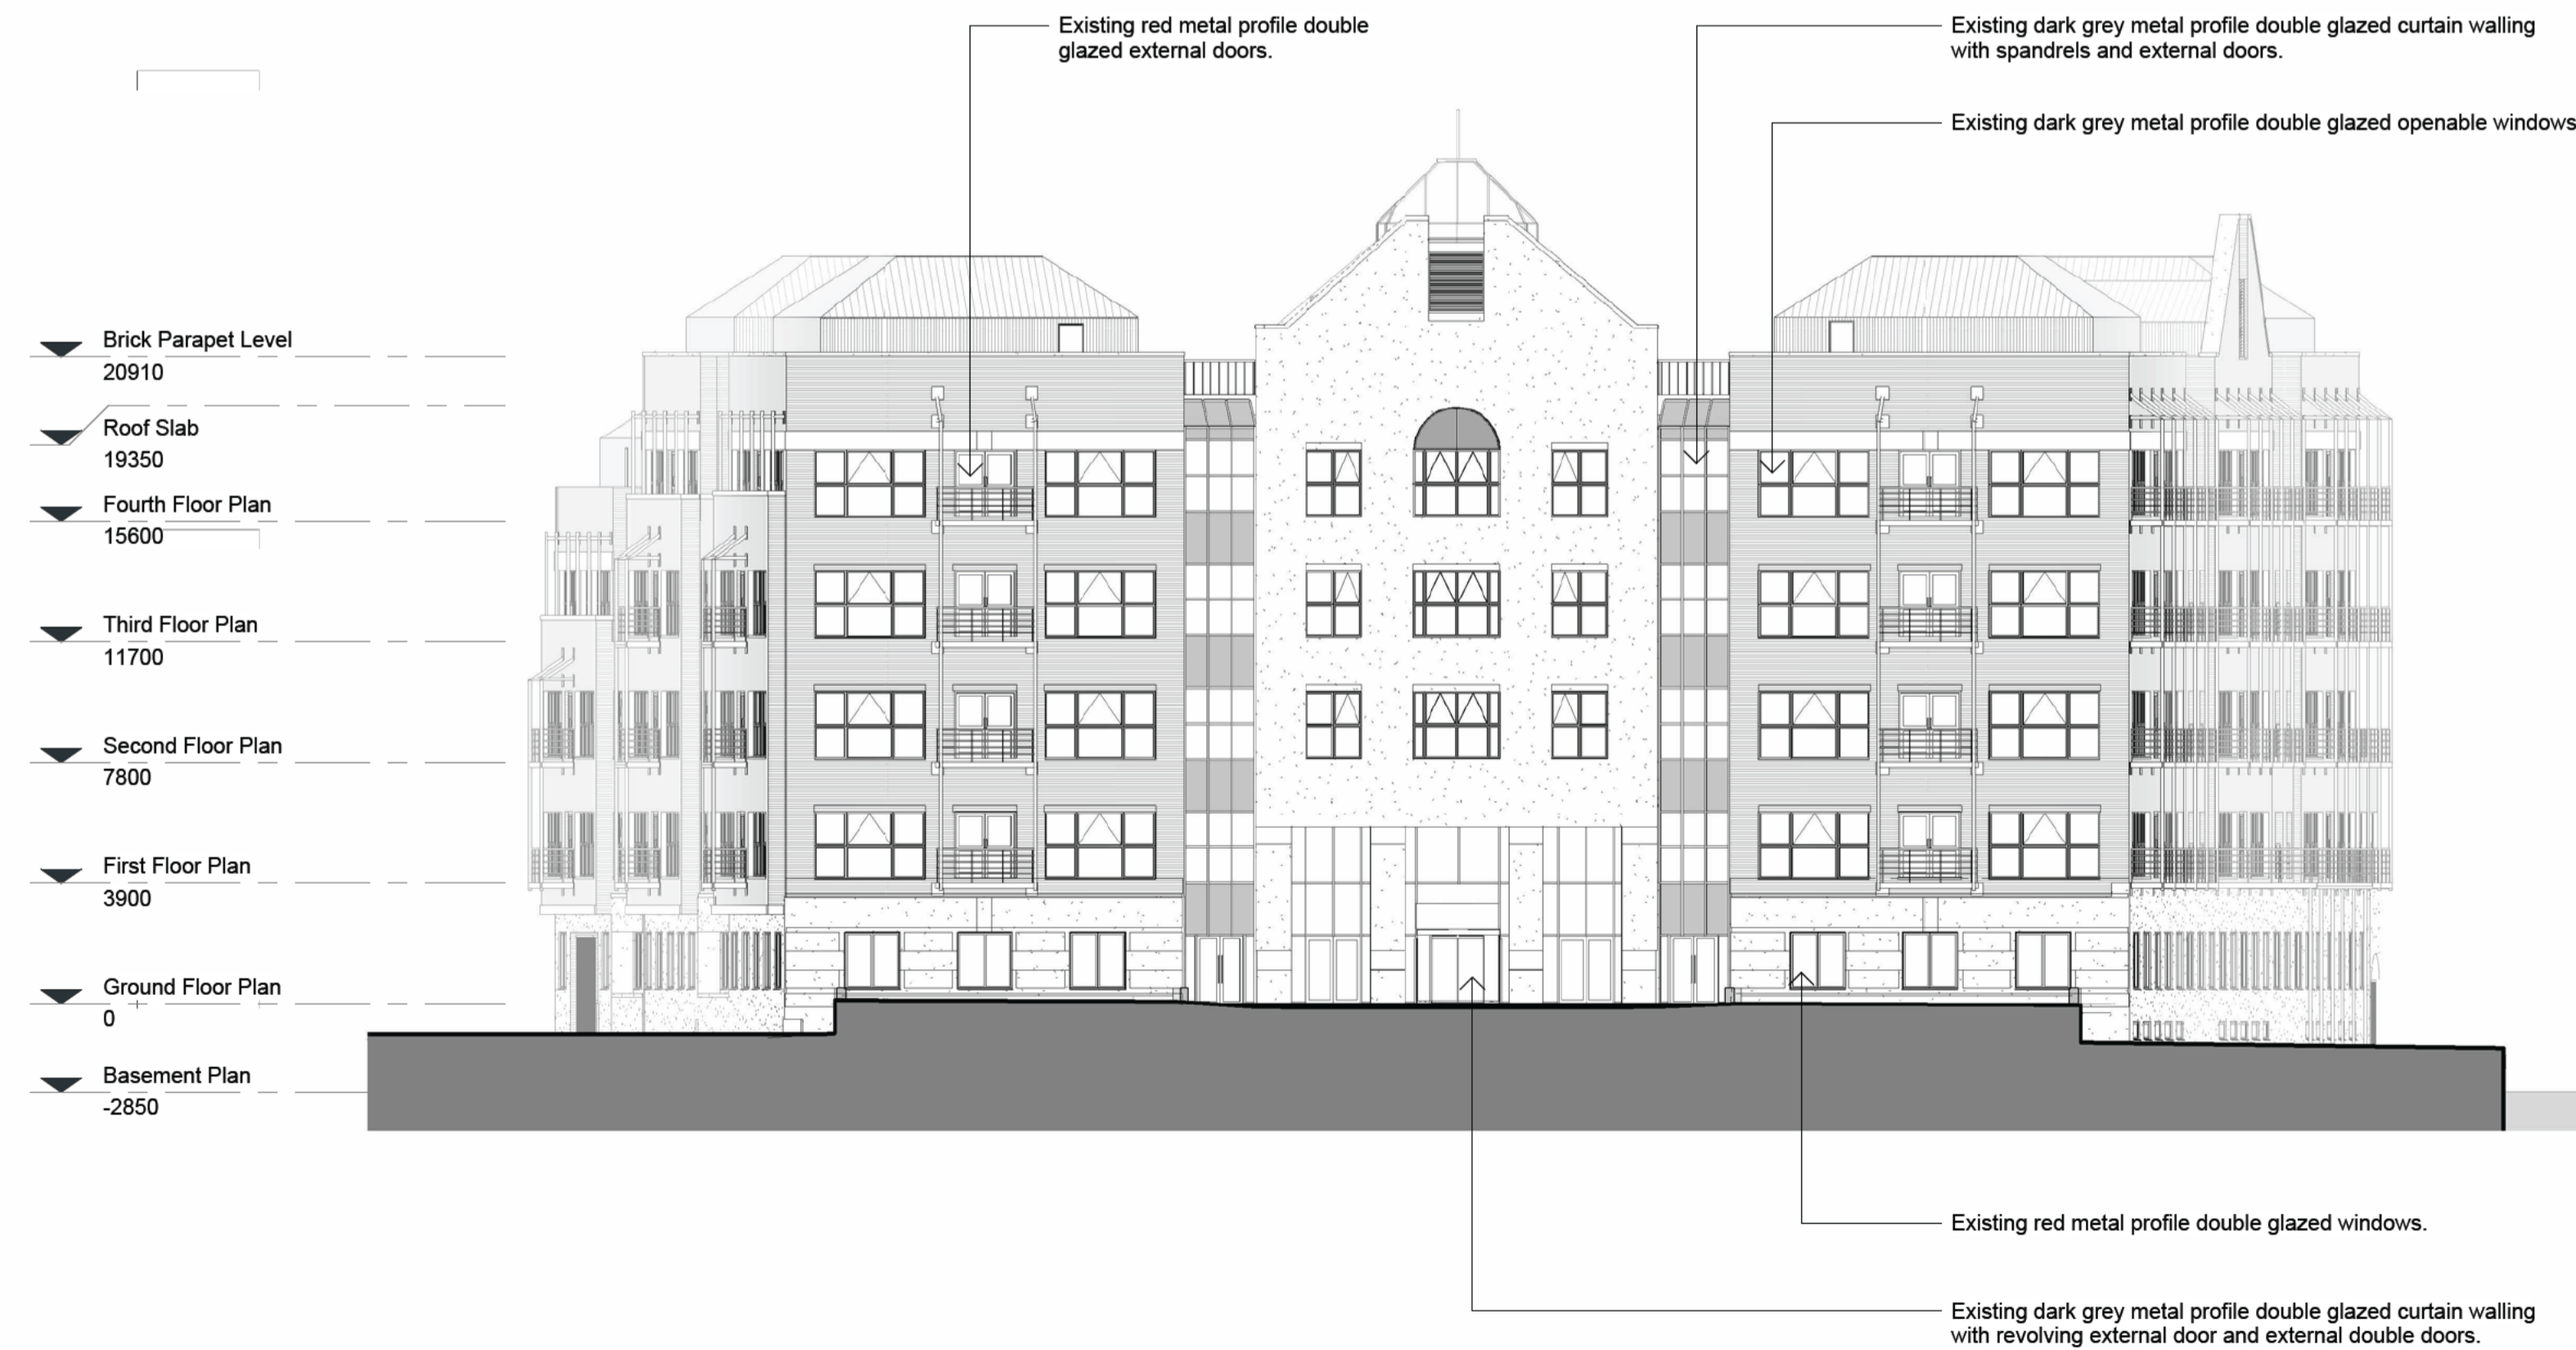 Existing red metal profile double
glazed external doors.
Existing dark grey metal profile double glazed curtain walling
with spandrels and external doors.
Existing dark grey metal profile double glazed openable windows
Brick Parapet Level
20910
Roof Slab
19350
Fourth Floor Plan
15600
Third Floor Plan
11700
Second Floor Plan
7800
First Floor Plan
3900
Ground Floor Plan
0
Basement Plan
-2850
Existing red metal profile double glazed windows.
Existing dark grey metal profile double glazed curtain walling
with revolving external door and external double doors.